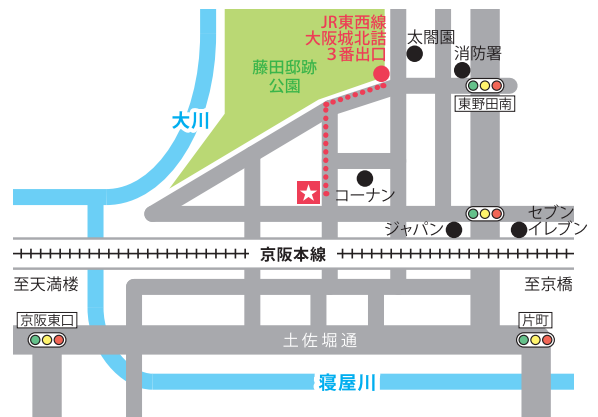 JR東西線
大阪城北詰
３番出口
太閤園
消防署
藤田邸跡
公園
東野田南
大川
コーナン
セブン
イレブン
ジャパン
京阪本線
至天満楼
至京橋
京阪東口
片町
土佐堀通
寝屋川